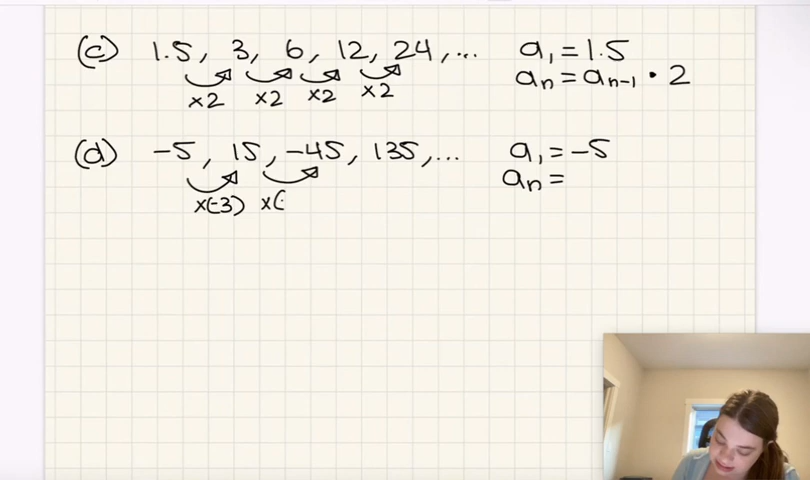 (c) 1.5, 3, 6, 12, 24, ... a₁ = 1.5
×2 ×2 ×2 ×2 aₙ = aₙ₋₁ • 2
(d) -5, 15, -45, 135, ... a₁ = -5
aₙ =
×(-3) ×(-